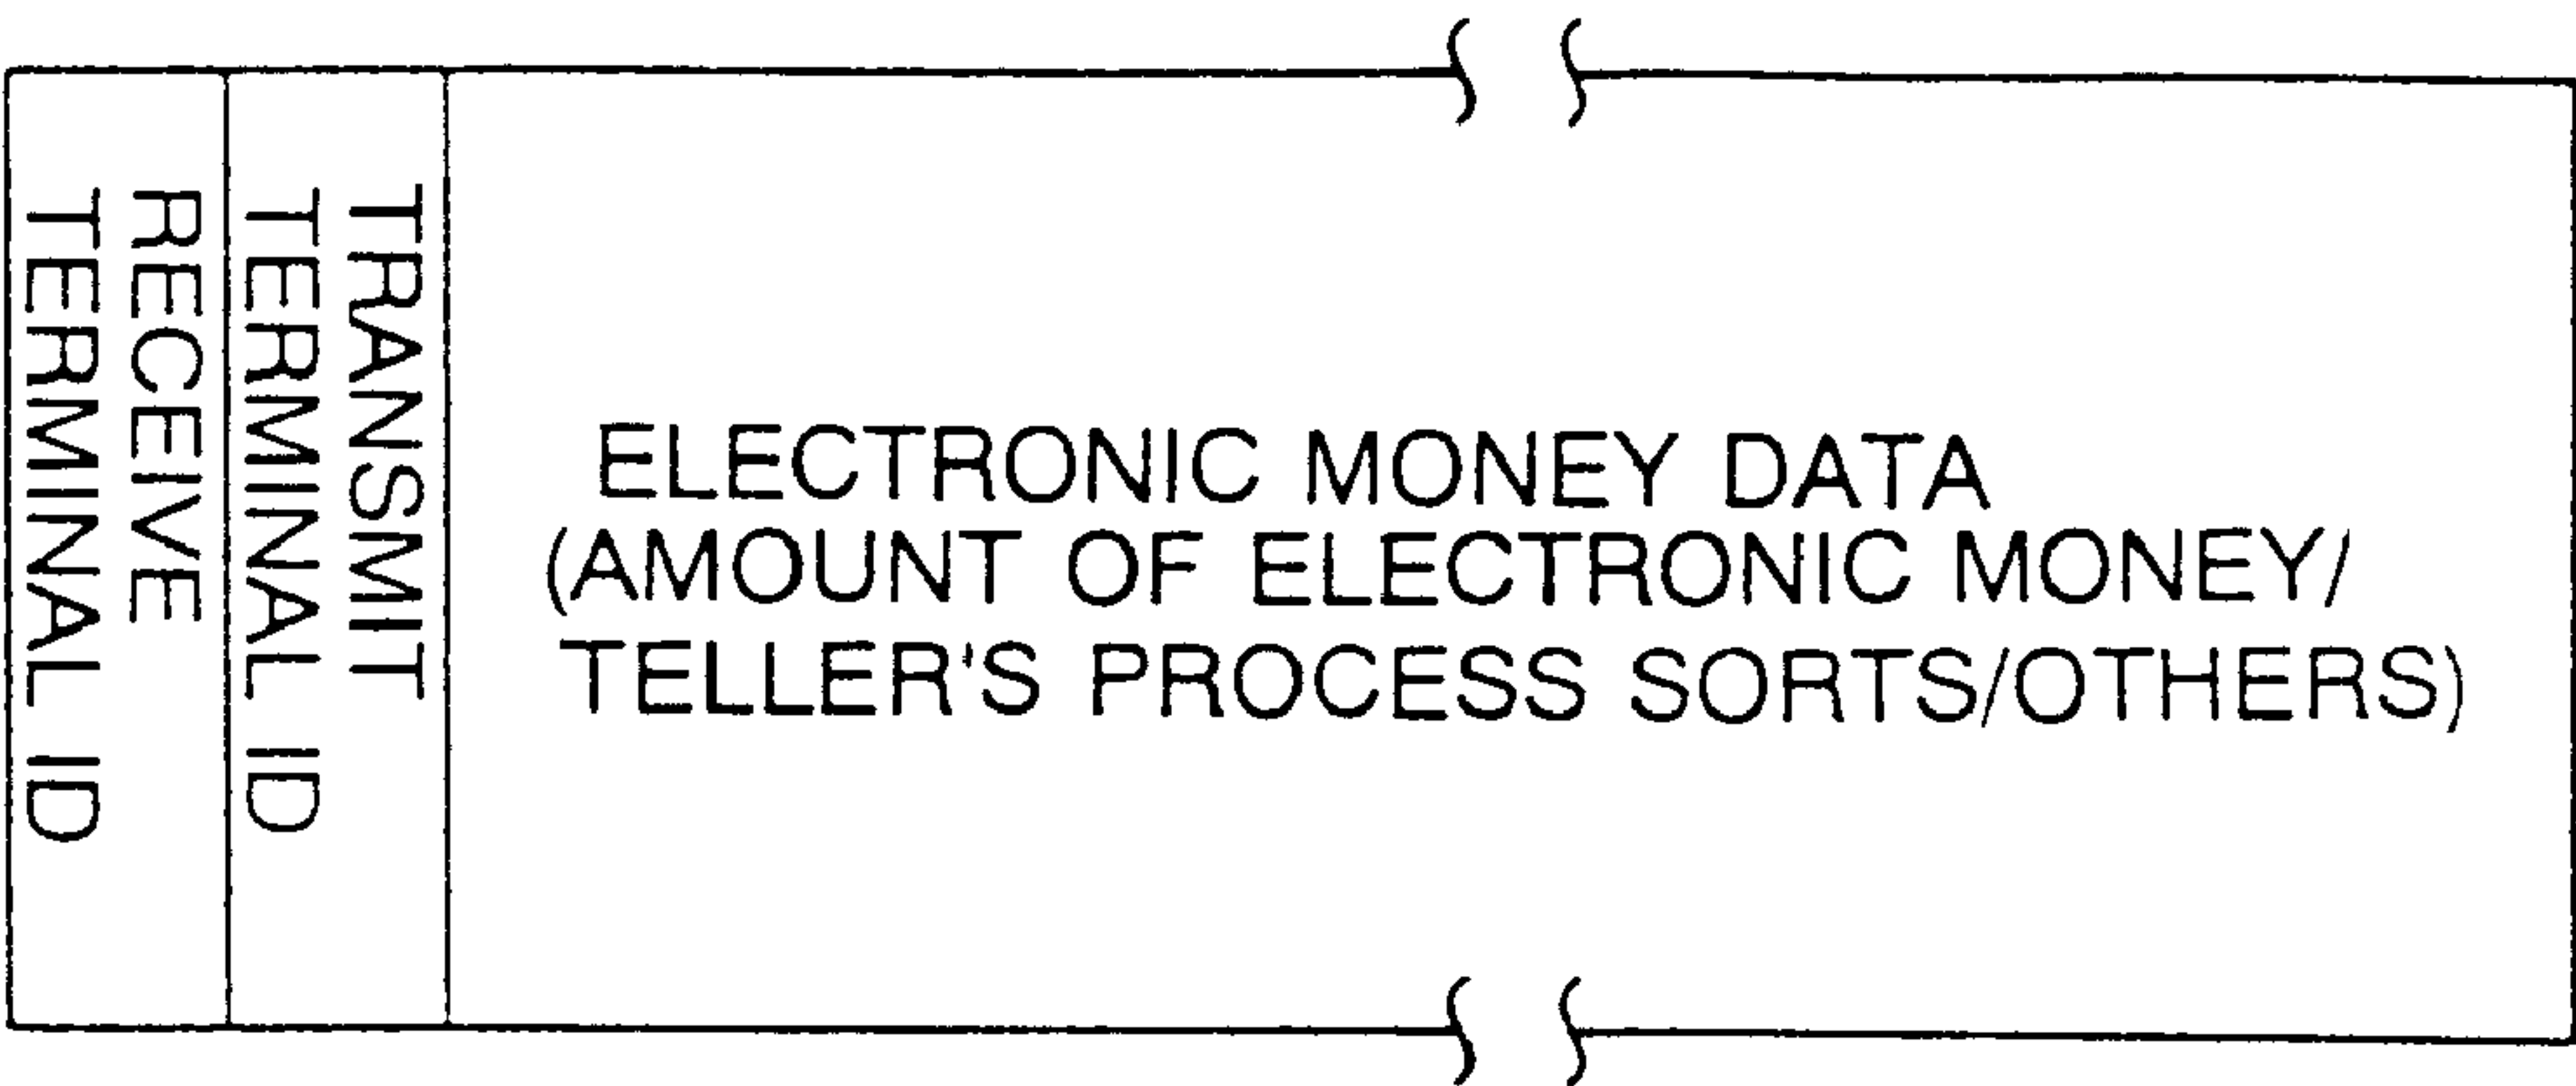 RECEIVE
TERMINAL ID
TRANSMIT
TERMINAL ID
ELECTRONIC MONEY DATA
(AMOUNT OF ELECTRONIC MONEY/
TELLER'S PROCESS SORTS/OTHERS)